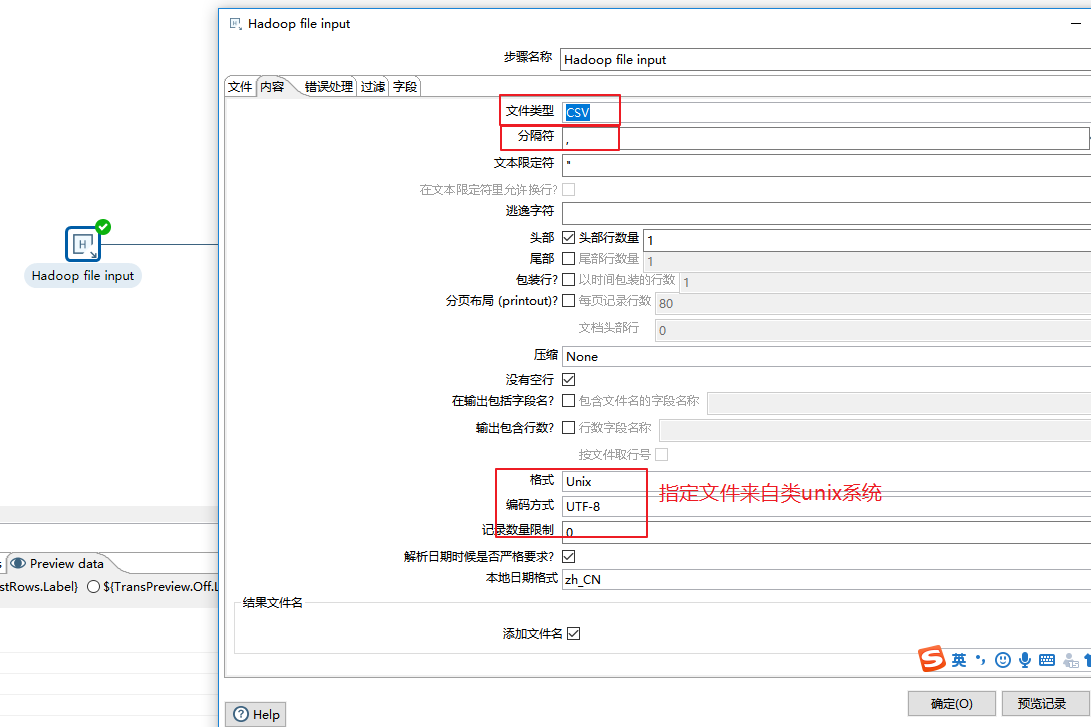 Hadoop file input
步骤名称 Hadoop file input
文件 内容 错误处理 过滤 字段
文件类型 CSV
分隔符 ,
文本限定符 "
在文本限定符里允许换行?
逃逸字符
头部 头部行数量 1
尾部 尾部行数量 1
包装行? 以时间包装的行数 1
分页布局 (printout)? 每页记录行数 80
文档头部行 0
压缩 None
没有空行
在输出包括字段名? 包含文件名的字段名称
输出包含行数? 行数字段名称
按文件取行号
格式 Unix
指定文件来自类unix系统
编码方式 UTF-8
记录数量限制 0
解析日期时候是否严格要求?
本地日期格式 zh_CN
结果文件名
添加文件名
确定(O) 预览记录
Help
Hadoop file input
Preview data
stRows.Label} ${TransPreview.Off.L
英